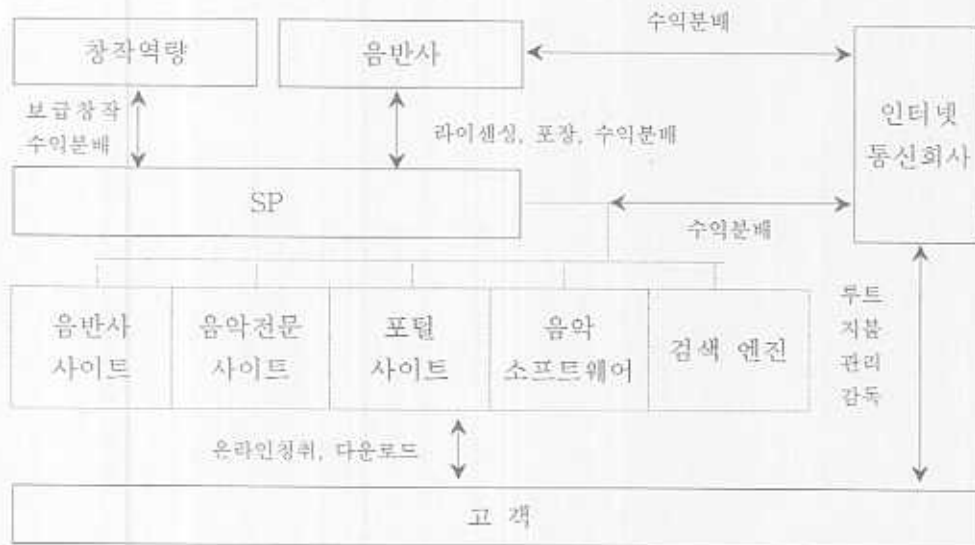 수익분배
창작역량
음반사
인터넷
통신회사
보급창작
수익분배
라이센싱, 포장, 수익분배
SP
수익분배
음반사
사이트
음악전문
사이트
포털
사이트
음악
소프트웨어
검색 엔진
루트
지불
관리
감독
온라인청취, 다운로드
고 객